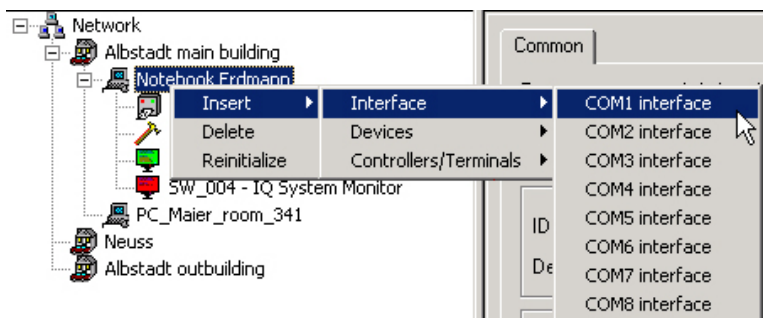 Network
Albstadt main building
Common
Notebook Erdmann
Insert Interface COM1 interface
Delete Devices COM2 interface
Reinitialize Controllers/Terminals COM3 interface
SW_004 - IQ System Monitor COM4 interface
PC_Maier_room_341 COM5 interface
ID
Neuss COM6 interface
Albstadt outbuilding De COM7 interface
COM8 interface